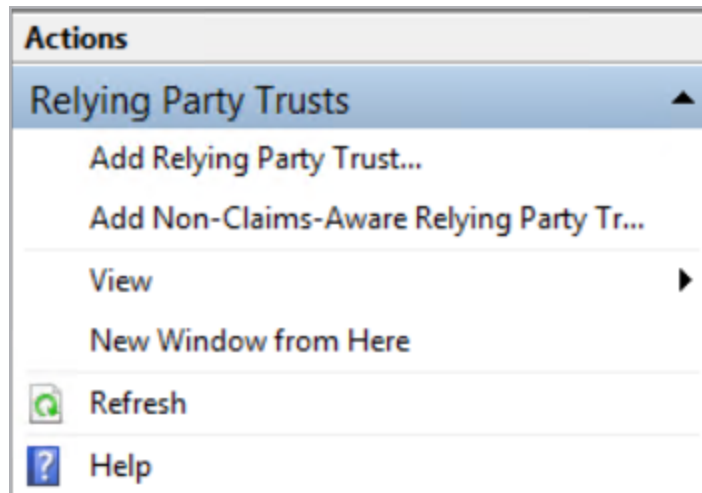 Actions
Relying Party Trusts
Add Relying Party Trust...
Add Non-Claims-Aware Relying Party Tr...
View
New Window from Here
Refresh
Help